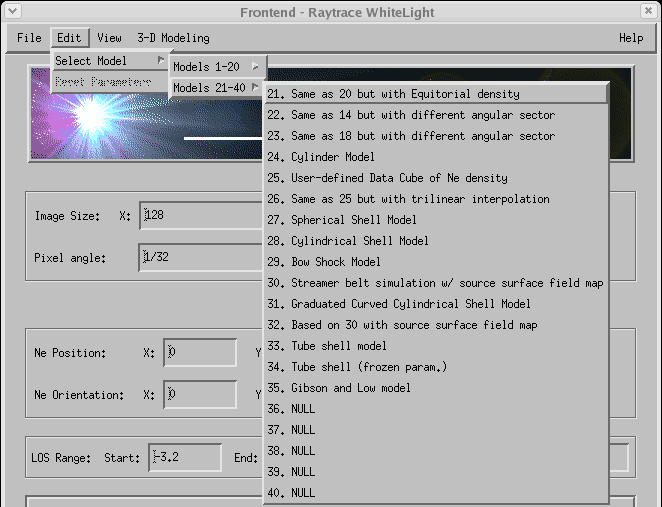 Frontend - Raytrace WhiteLight
File Edit View 3-D Modeling Help
Select Model
Reset Parameters
Models 1-20
Models 21-40
21. Same as 20 but with Equitorial density
22. Same as 14 but with different angular sector
23. Same as 18 but with different angular sector
24. Cylinder Model
25. User-defined Data Cube of Ne density
26. Same as 25 but with trilinear interpolation
27. Spherical Shell Model
28. Cylindrical Shell Model
29. Bow Shock Model
30. Streamer belt simulation w/ source surface field map
31. Graduated Curved Cylindrical Shell Model
32. Based on 30 with source surface field map
33. Tube shell model
34. Tube shell (frozen param.)
35. Gibson and Low model
36. NULL
37. NULL
38. NULL
39. NULL
40. NULL
Image Size: X: 128
Pixel angle: 1/32
Ne Position: X: 0 Y
Ne Orientation: X: 0 Y
LOS Range: Start: -3.2 End: